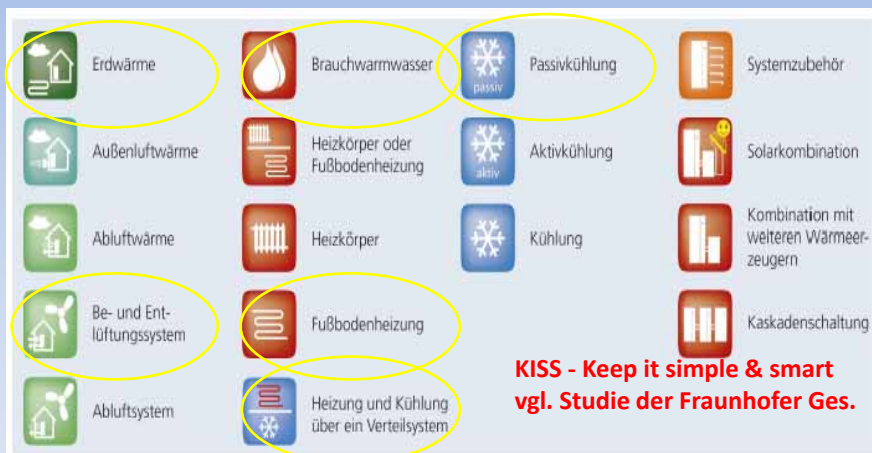 Erdwärme
Außenluftwärme
Abluftwärme
Be- und Ent-
lüftungssystem
Abluftsystem
Brauchwarmwasser
Heizkörper oder
Fußbodenheizung
Heizkörper
Fußbodenheizung
Heizung und Kühlung
über ein Verteilsystem
passiv
Passivkühlung
aktiv
Aktivkühlung
Kühlung
Systemzubehör
Solarkombination
Kombination mit
weiteren Wärmeer-
zeugern
Kaskadenschaltung
KISS - Keep it simple & smart
vgl. Studie der Fraunhofer Ges.